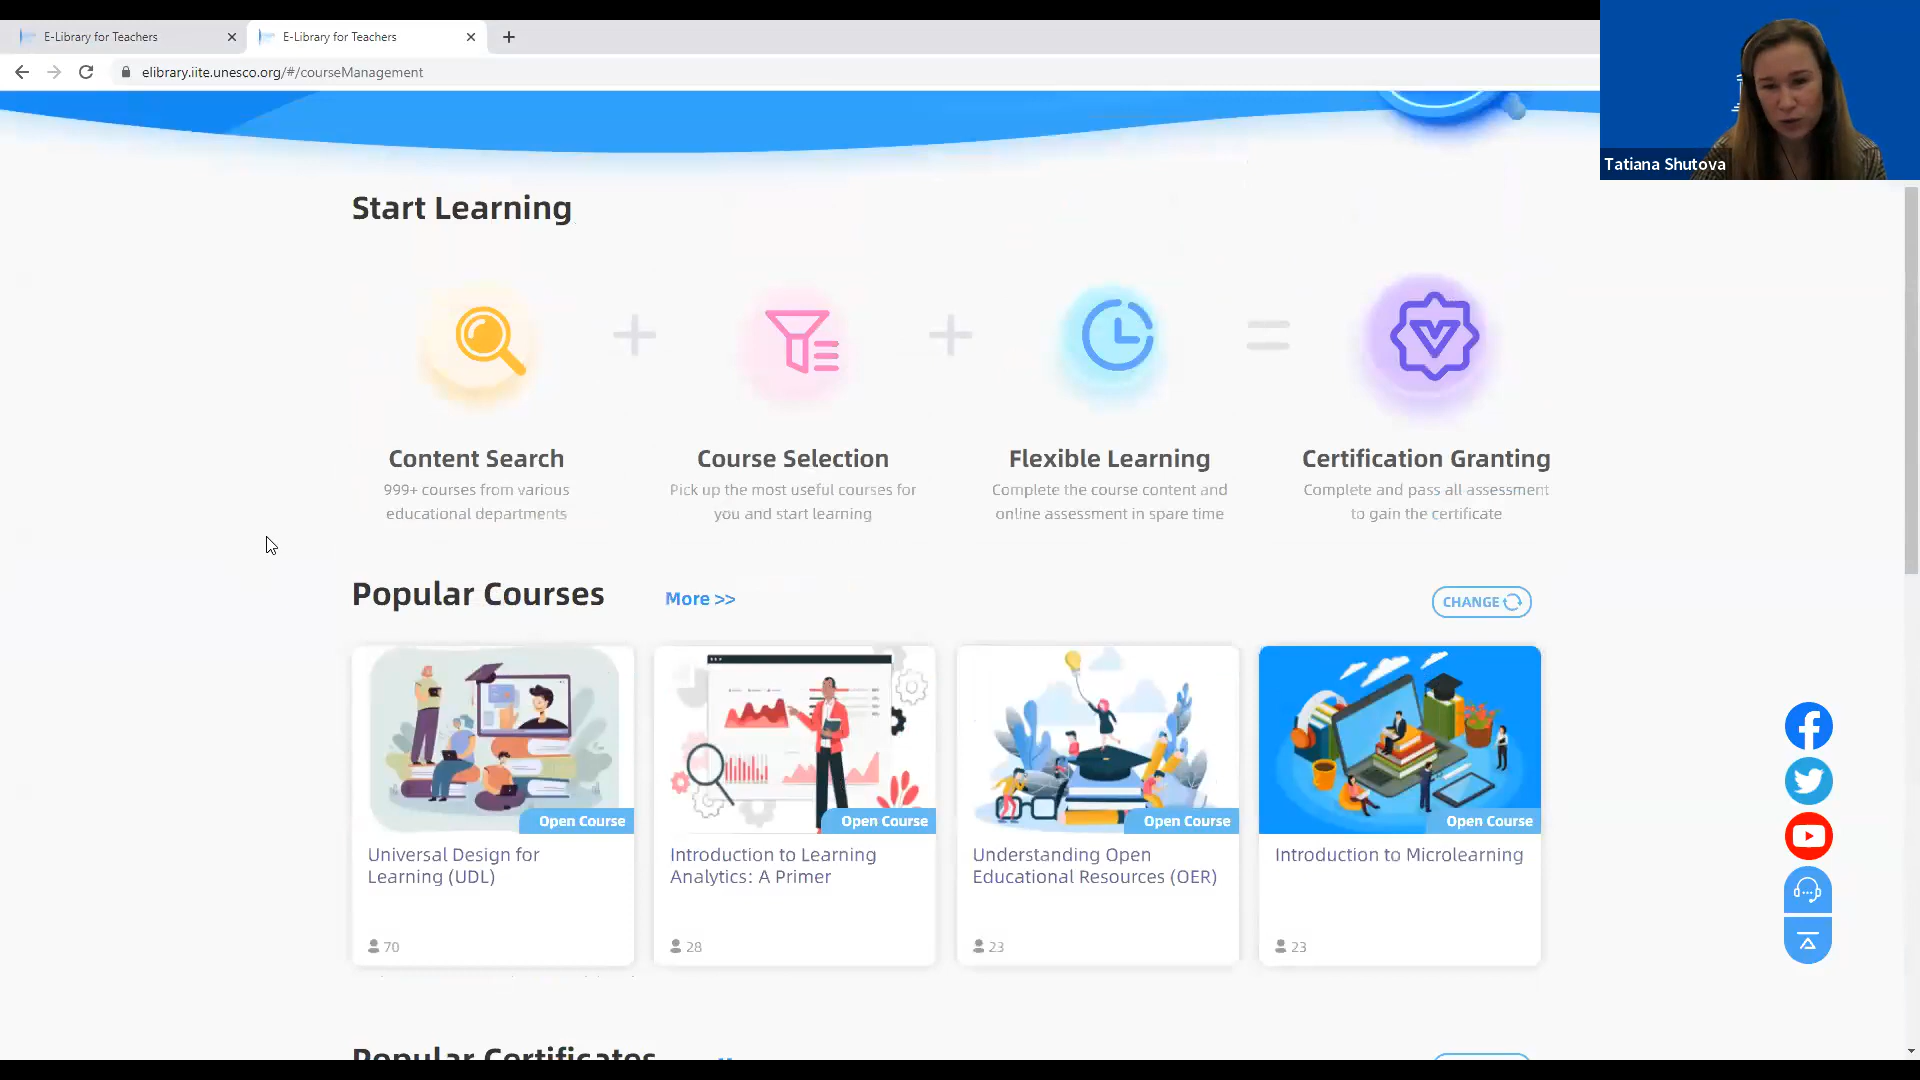 E-Library for Teachers
E-Library for Teachers
elibrary.iite.unesco.org/#/courseManagement
Tatiana Shutova
Start Learning
Content Search
999+ courses from various
educational departments
Course Selection
Pick up the most useful courses for
you and start learning
Flexible Learning
Complete the course content and
online assessment in spare time
Certification Granting
Complete and pass all assessment
to gain the certificate
Popular Courses
More >>
CHANGE
Open Course
Universal Design for
Learning (UDL)
70
Open Course
Introduction to Learning
Analytics: A Primer
28
Open Course
Understanding Open
Educational Resources (OER)
23
Open Course
Introduction to Microlearning
23
Popular Certificates